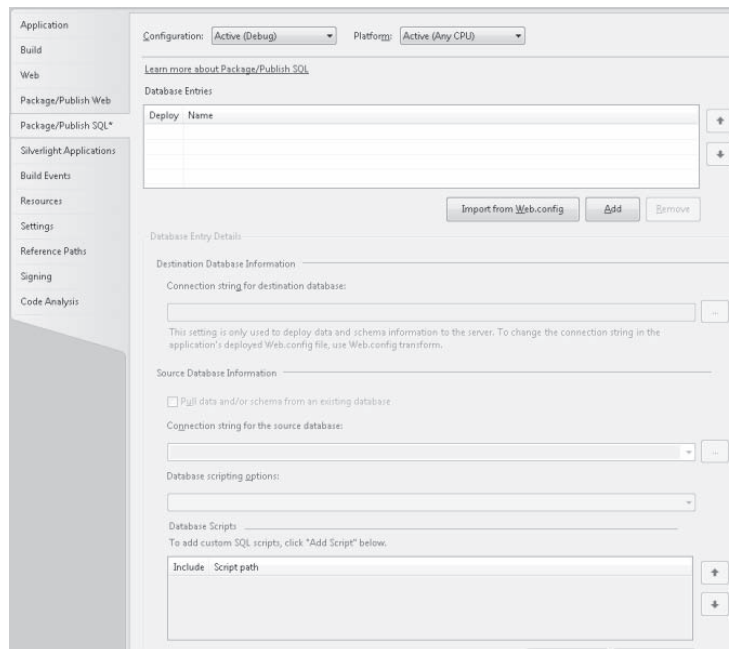 Application
Build
Web
Package/Publish Web
Package/Publish SQL*
Silverlight Applications
Build Events
Resources
Settings
Reference Paths
Signing
Code Analysis
Configuration: Active (Debug) Platform: Active (Any CPU)
Learn more about Package/Publish SQL
Database Entries
Deploy Name
Import from Web.config Add Remove
Database Entry Details
Destination Database Information
Connection string for destination database:
...
This setting is only used to deploy data and schema information to the server. To change the connection string in the
application's deployed Web.config file, use Web.config transform.
Source Database Information
Pull data and/or schema from an existing database
Connection string for the source database:
...
Database scripting options:
Database Scripts
To add custom SQL scripts, click "Add Script" below.
Include Script path